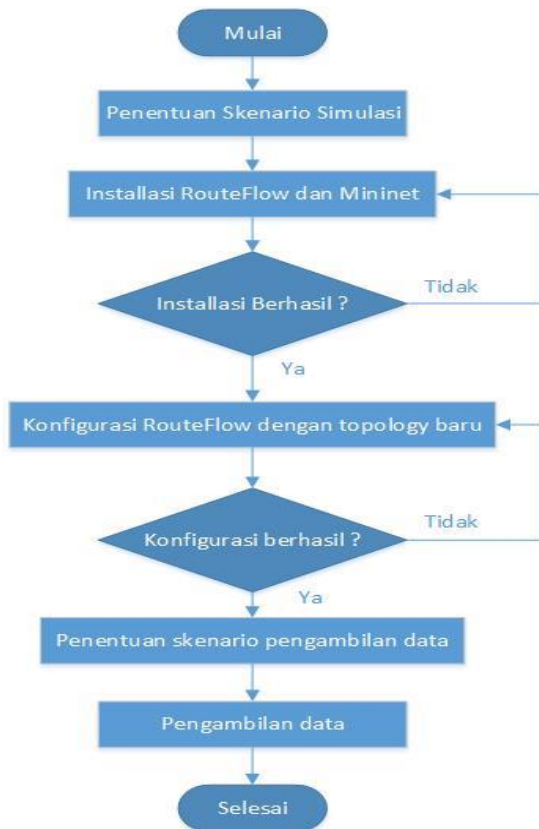 Mulai
Penentuan Skenario Simulasi
Installasi RouteFlow dan Mininet
Installasi Berhasil ?
Tidak
Ya
Konfigurasi RouteFlow dengan topology baru
Konfigurasi berhasil ?
Tidak
Ya
Penentuan skenario pengambilan data
Pengambilan data
Selesai